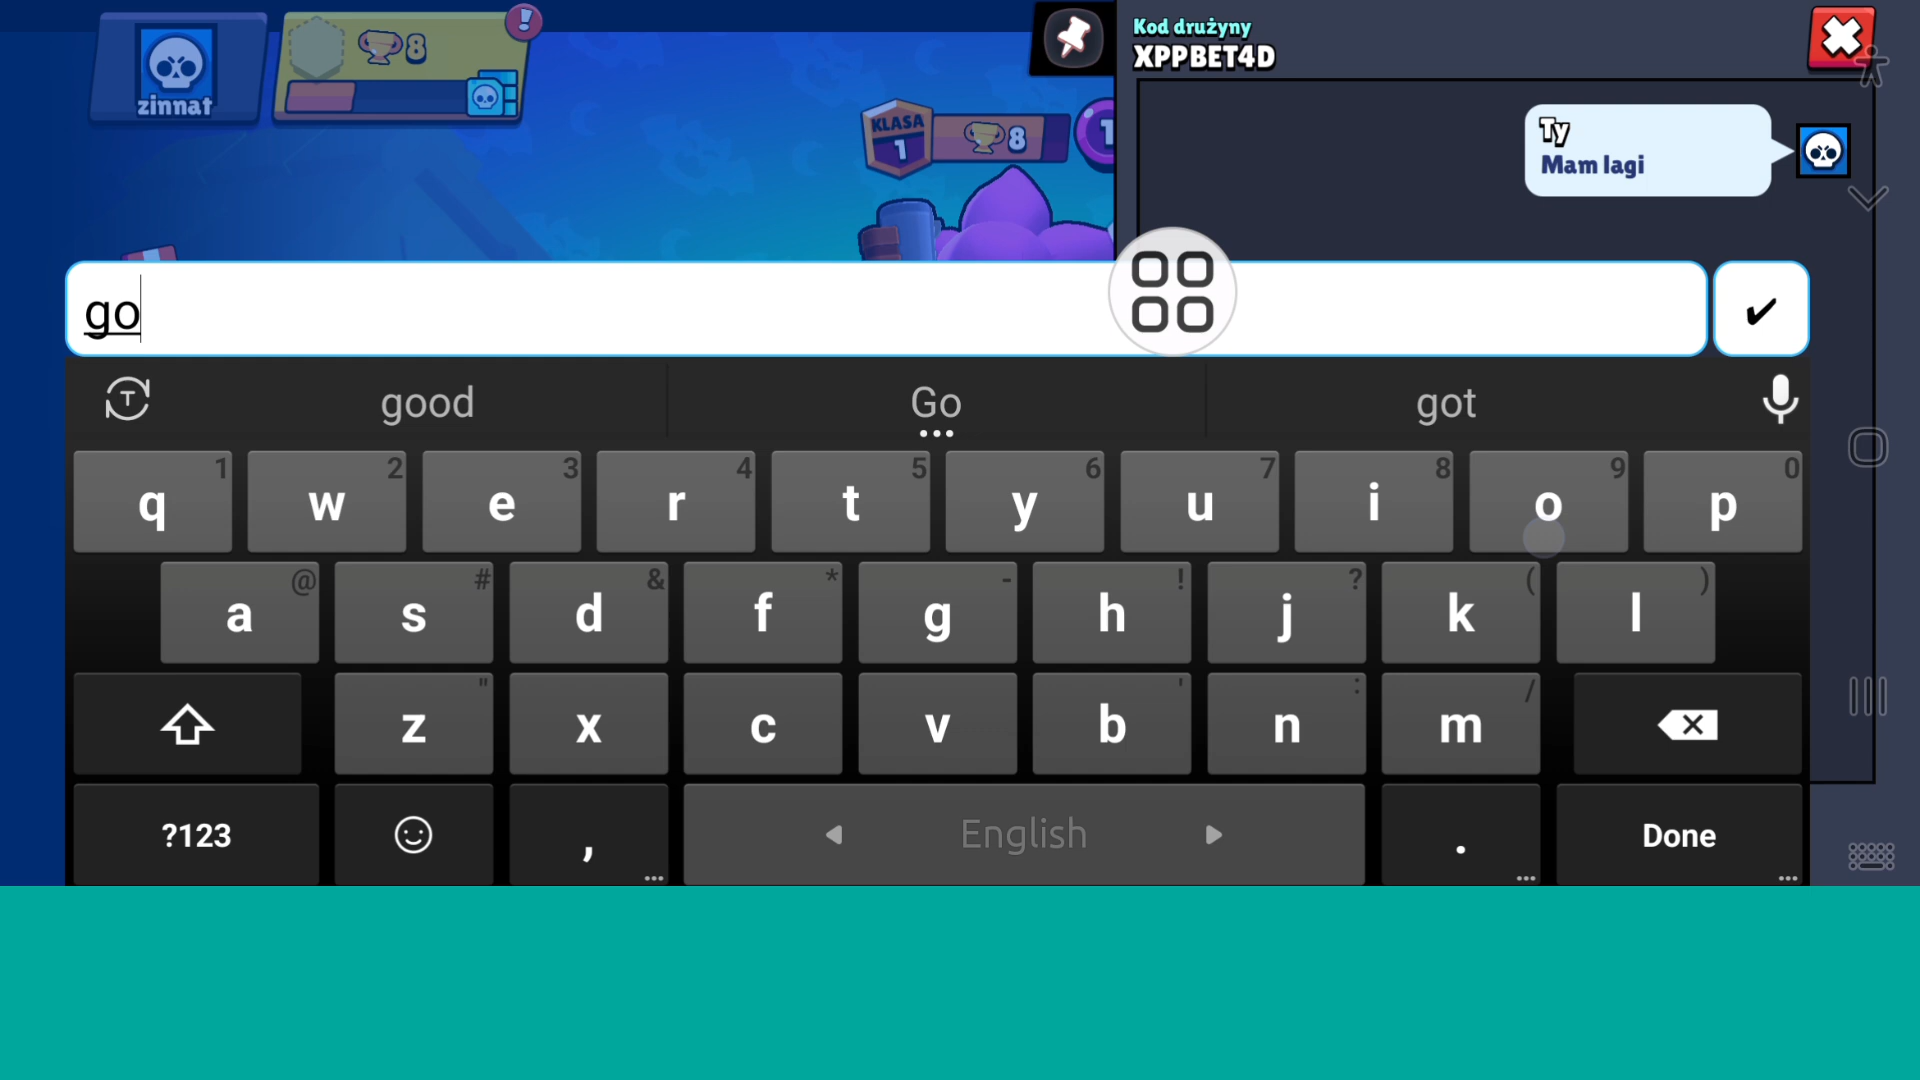 zinnat
8
Kod drużyny
XPPBET4D
KLASA
1
8
1
Ty
Mam lagi
go
✔
T
good
Go
got
1 2 3 4 5 6 7 8 9 0
q w e r t y u i o p
@ # & * - ! ? ( )
a s d f g h j k l
" ' : /
z x c v b n m
?123 , English . Done